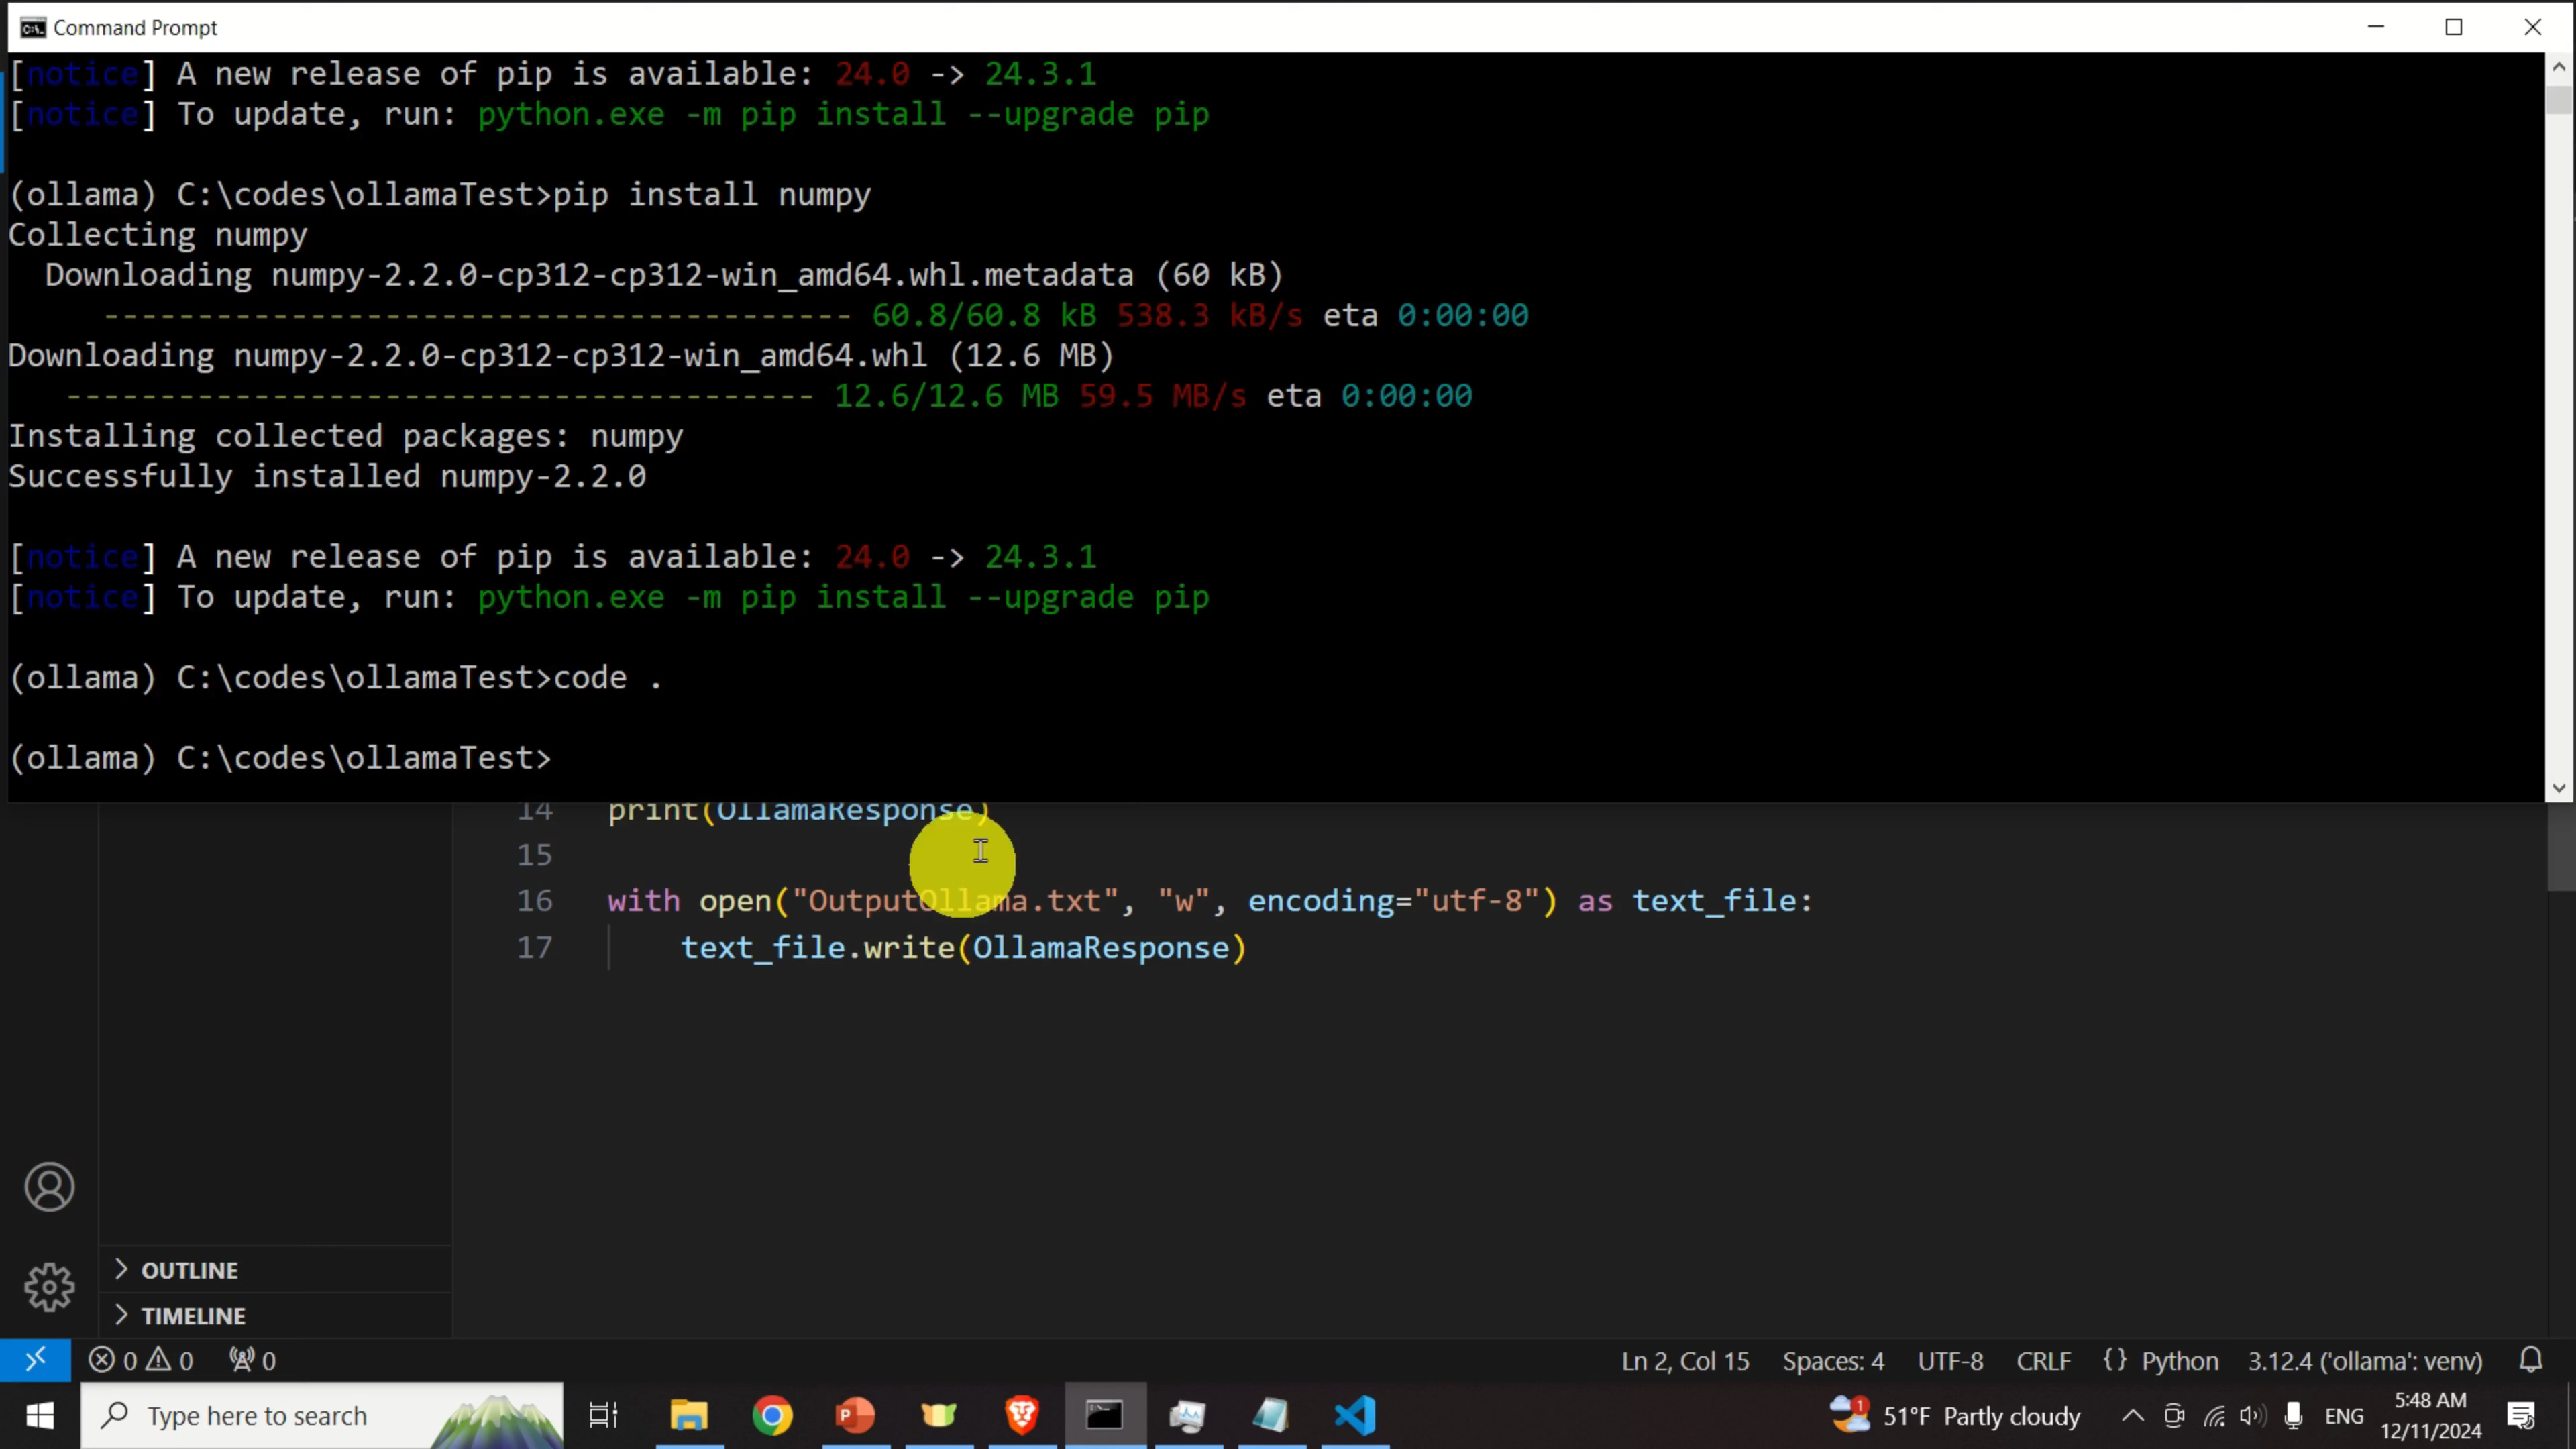 Command Prompt
[notice] A new release of pip is available: 24.0 -> 24.3.1
[notice] To update, run: python.exe -m pip install --upgrade pip
(ollama) C:\codes\ollamaTest>pip install numpy
Collecting numpy
Downloading numpy-2.2.0-cp312-cp312-win_amd64.whl.metadata (60 kB)
---------------------------------------- 60.8/60.8 kB 538.3 kB/s eta 0:00:00
Downloading numpy-2.2.0-cp312-cp312-win_amd64.whl (12.6 MB)
---------------------------------------- 12.6/12.6 MB 59.5 MB/s eta 0:00:00
Installing collected packages: numpy
Successfully installed numpy-2.2.0
[notice] A new release of pip is available: 24.0 -> 24.3.1
[notice] To update, run: python.exe -m pip install --upgrade pip
(ollama) C:\codes\ollamaTest>code .
(ollama) C:\codes\ollamaTest>
14 print(OllamaResponse)
15
16 with open("OutputOllama.txt", "w", encoding="utf-8") as text_file:
17 text_file.write(OllamaResponse)
OUTLINE
TIMELINE
0 0 0 Ln 2, Col 15 Spaces: 4 UTF-8 CRLF {} Python 3.12.4 ('ollama': venv)
Type here to search 1 51°F Partly cloudy ENG 5:48 AM
12/11/2024